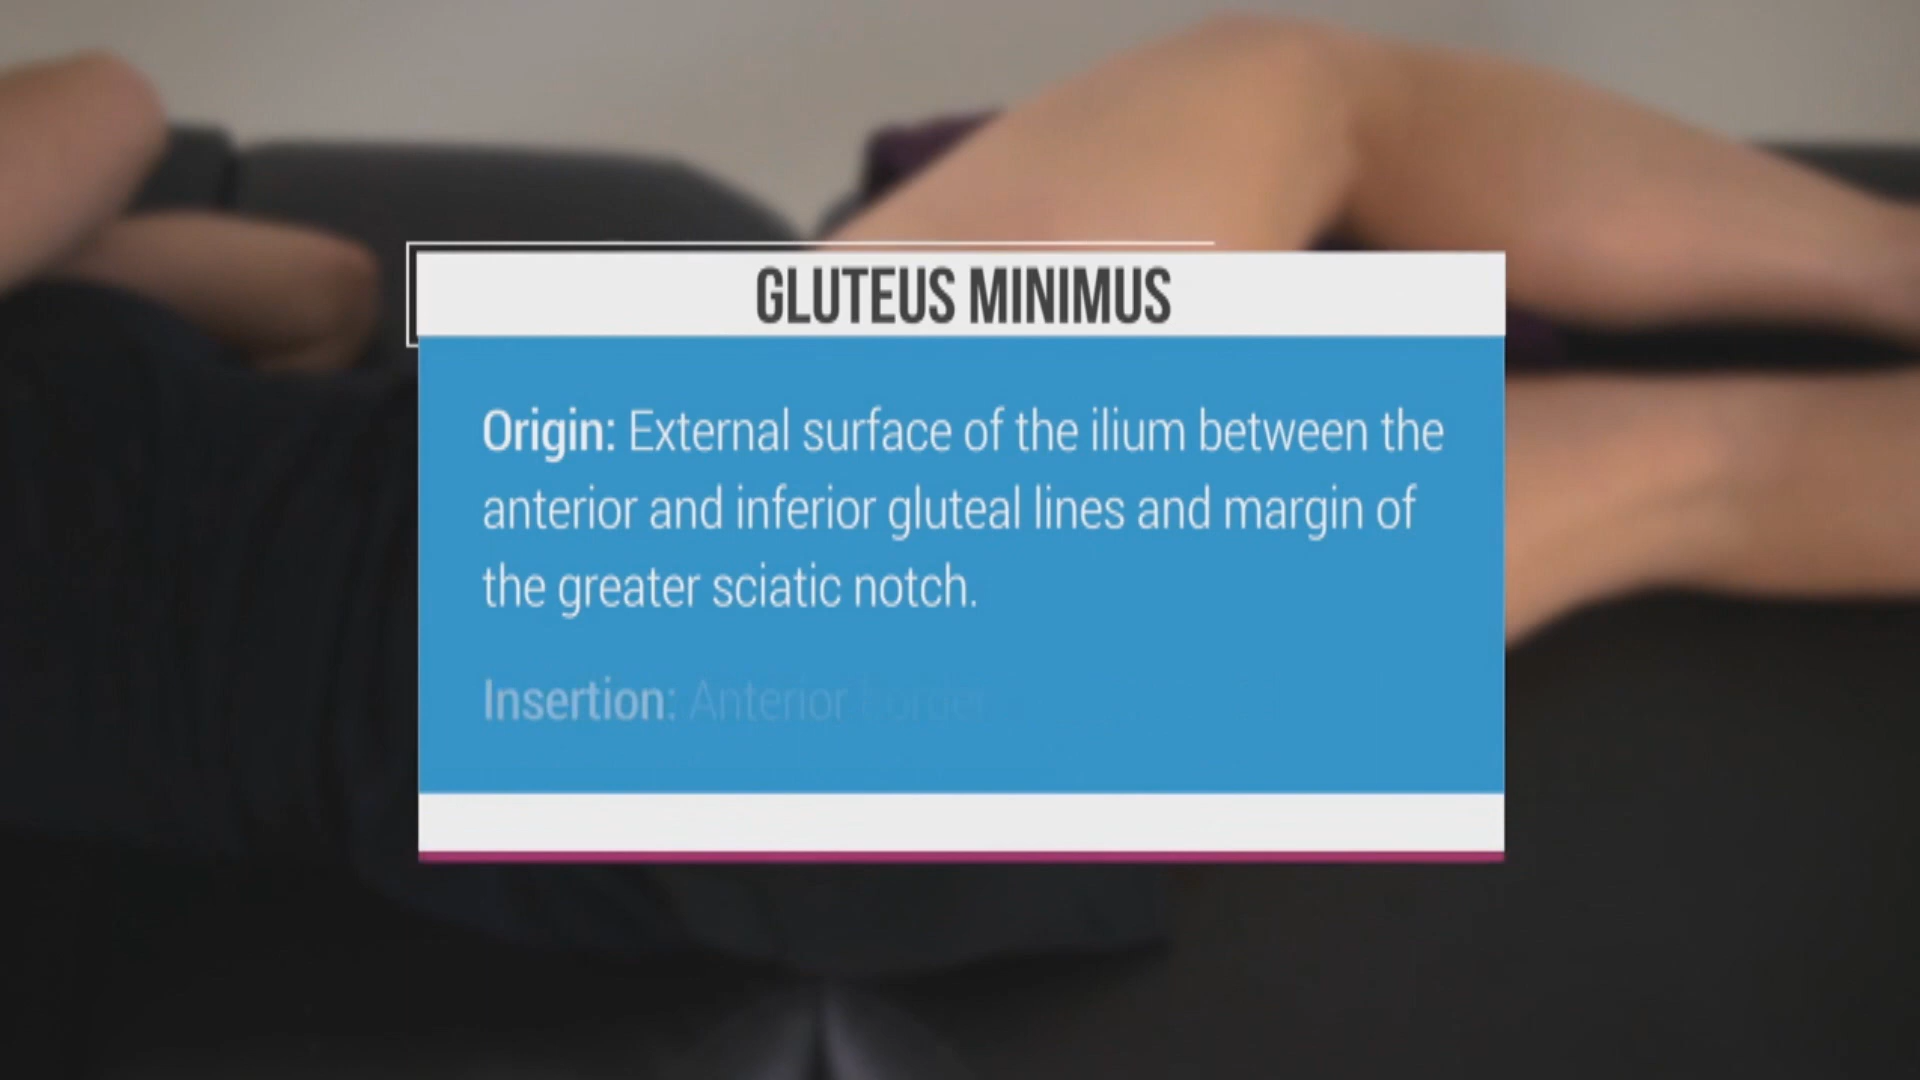 GLUTEUS MINIMUS
Origin: External surface of the ilium between the
anterior and inferior gluteal lines and margin of
the greater sciatic notch.
Insertion: Anterior border